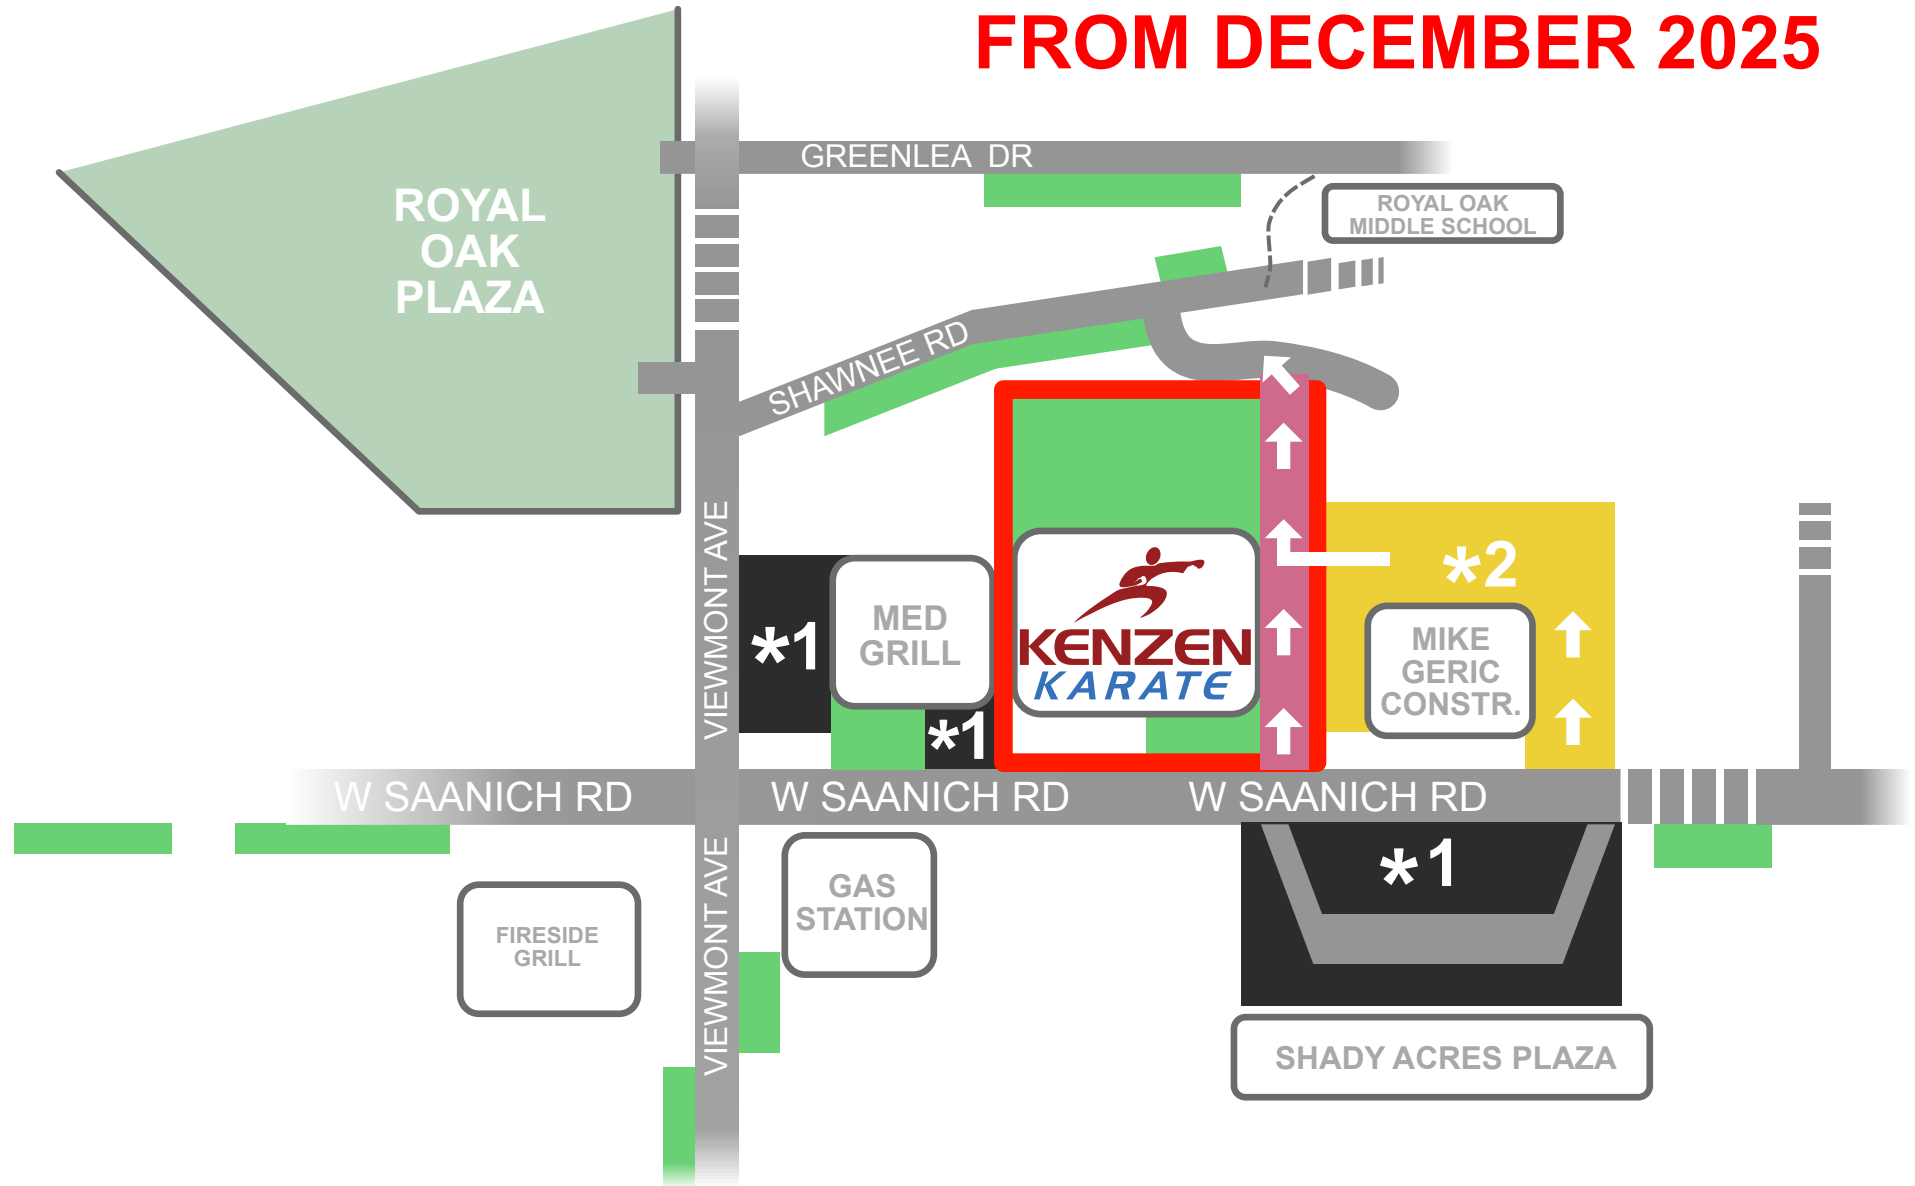 FROM DECEMBER 2025
GREENLEA DR
ROYAL
OAK
PLAZA
ROYAL OAK
MIDDLE SCHOOL
SHAWNEE RD
VIEWMONT AVE
*1
MED
GRILL
*1
KENZEN
KARATE
*2
MIKE
GERIC
CONSTR.
W SAANICH RD
W SAANICH RD
W SAANICH RD
VIEWMONT AVE
GAS
STATION
*1
FIRESIDE
GRILL
SHADY ACRES PLAZA